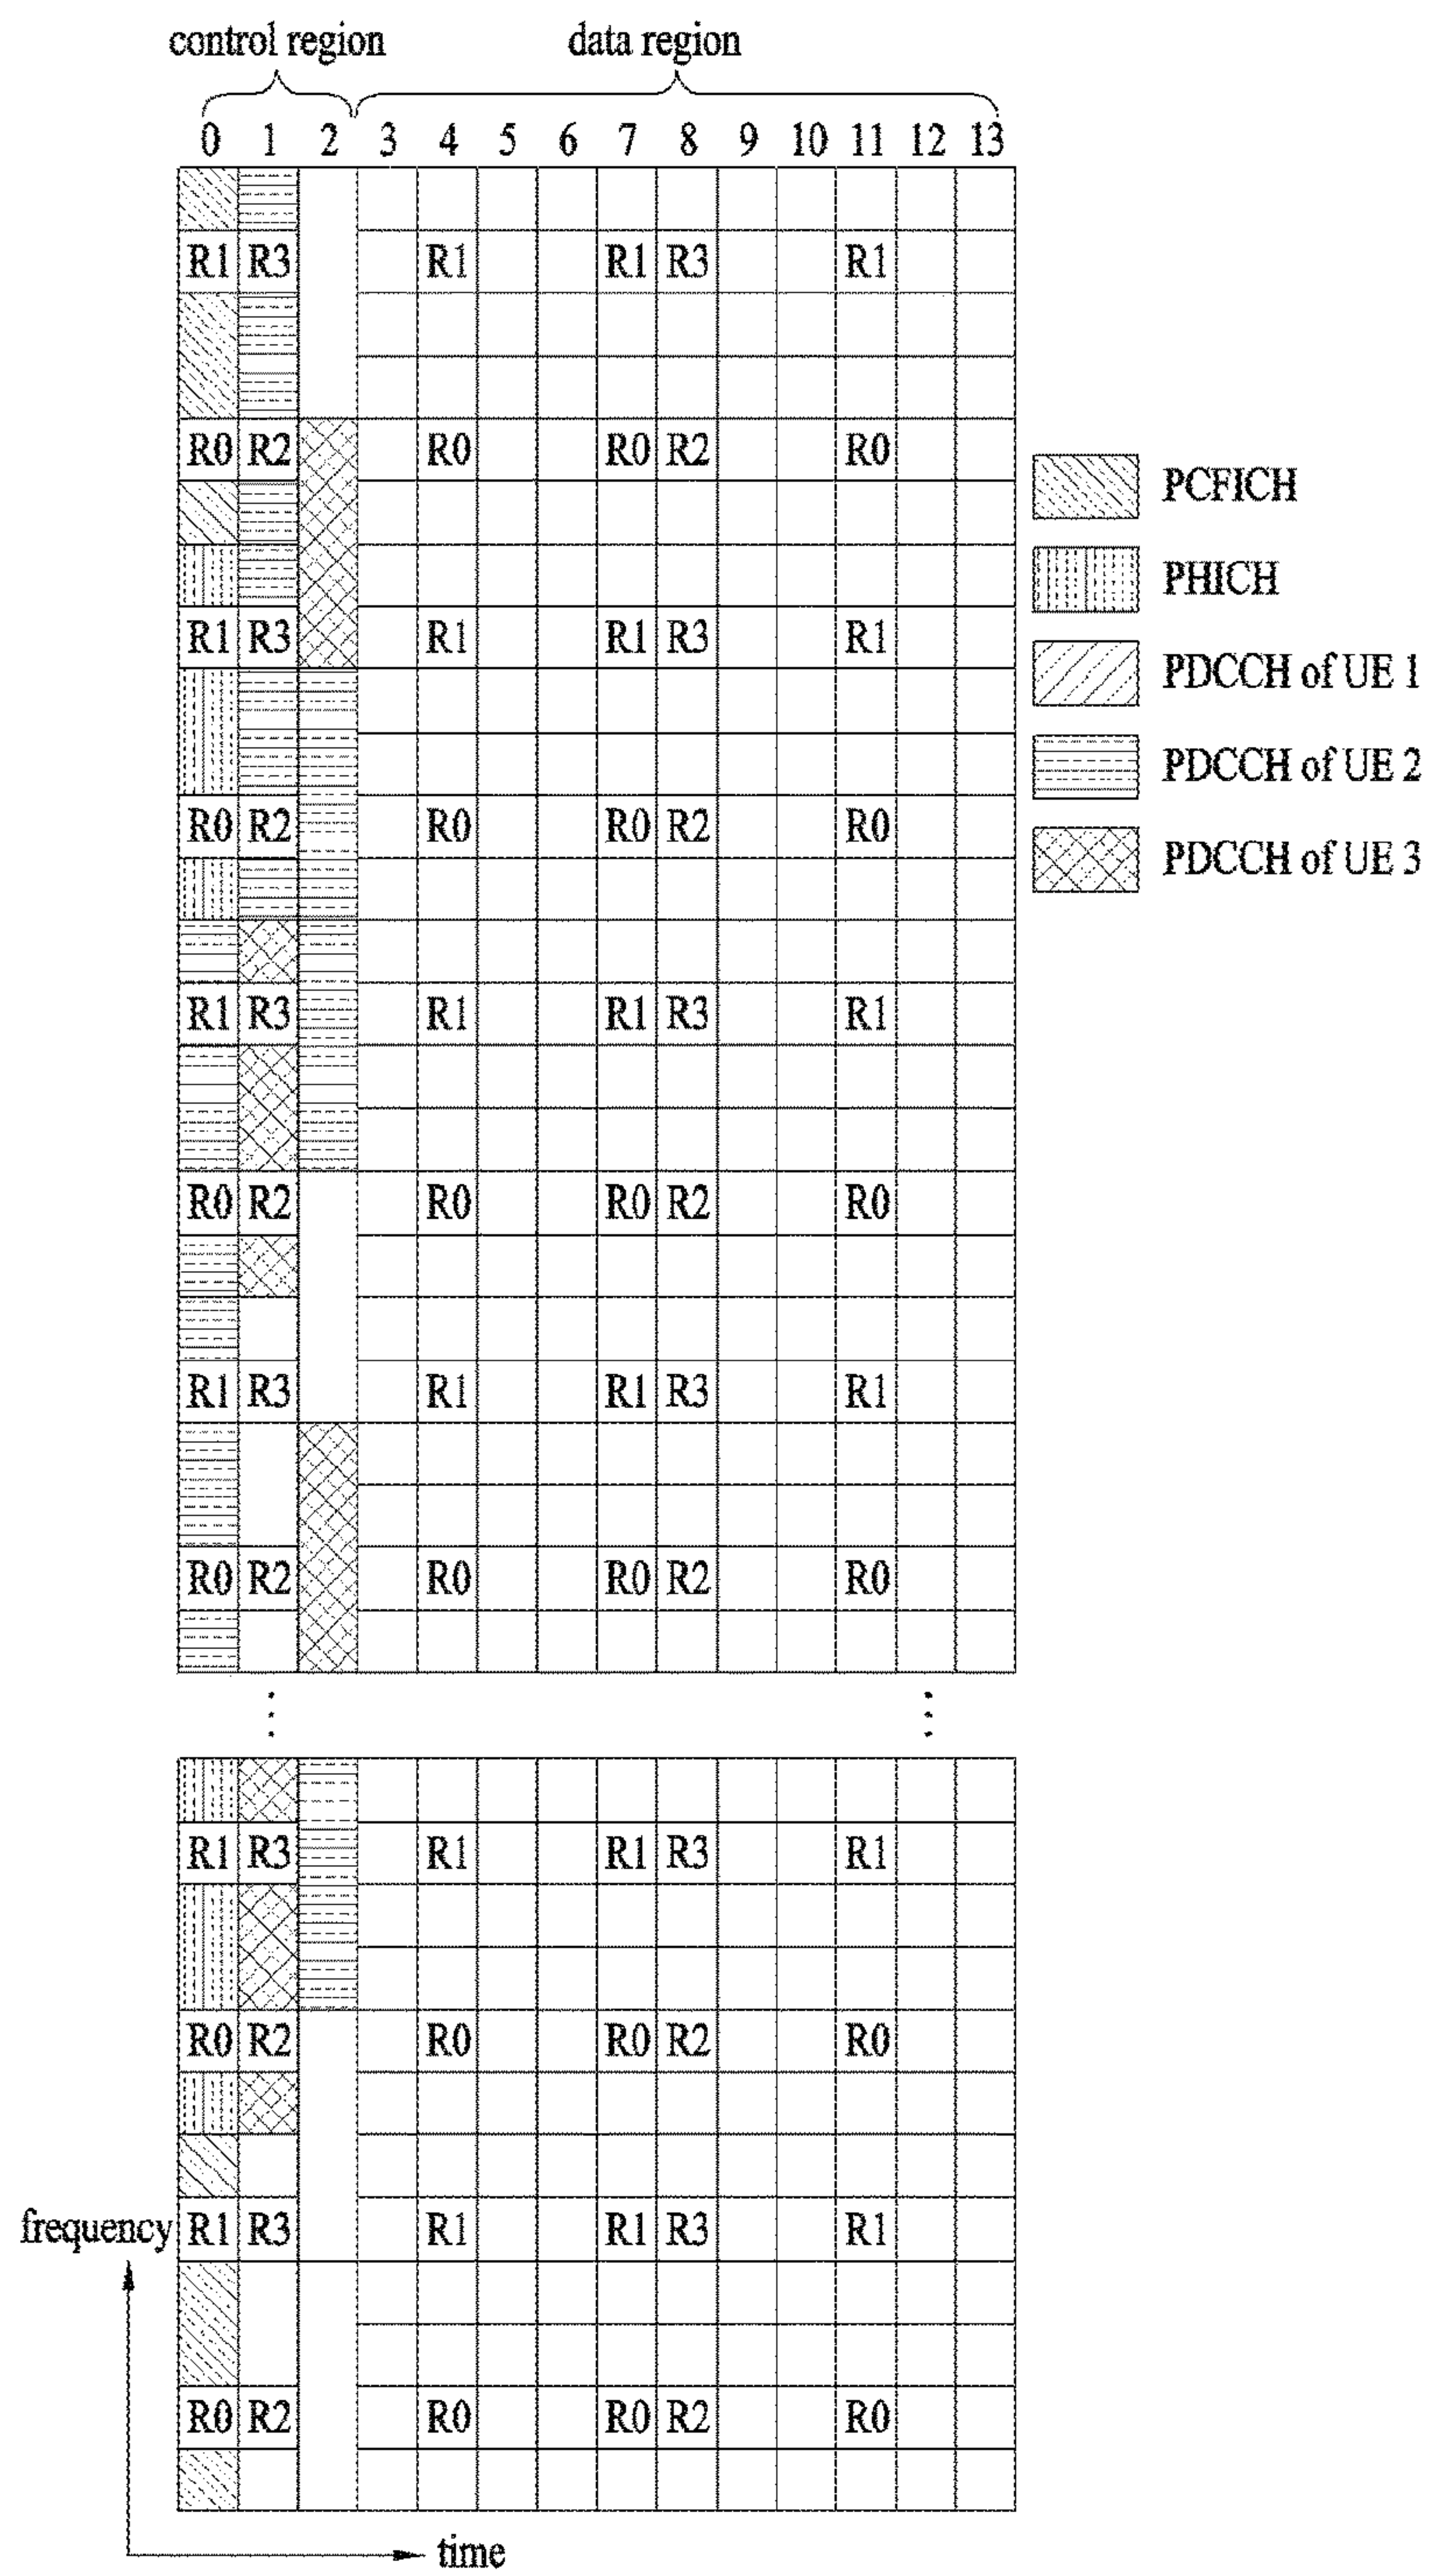 control region data region
0 1 2 3 4 5 6 7 8 9 10 11 12 13
R1 R3 R1 R1 R3 R1
R0 R2 R0 R0 R2 R0
PCFICH
PHICH
R1 R3 R1 R1 R3 R1
PDCCH of UE 1
PDCCH of UE 2
R0 R2 R0 R0 R2 R0
PDCCH of UE 3
R1 R3 R1 R1 R3 R1
R0 R2 R0 R0 R2 R0
R1 R3 R1 R1 R3 R1
R0 R2 R0 R0 R2 R0
R1 R3 R1 R1 R3 R1
R0 R2 R0 R0 R2 R0
frequency R1 R3 R1 R1 R3 R1
R0 R2 R0 R0 R2 R0
time